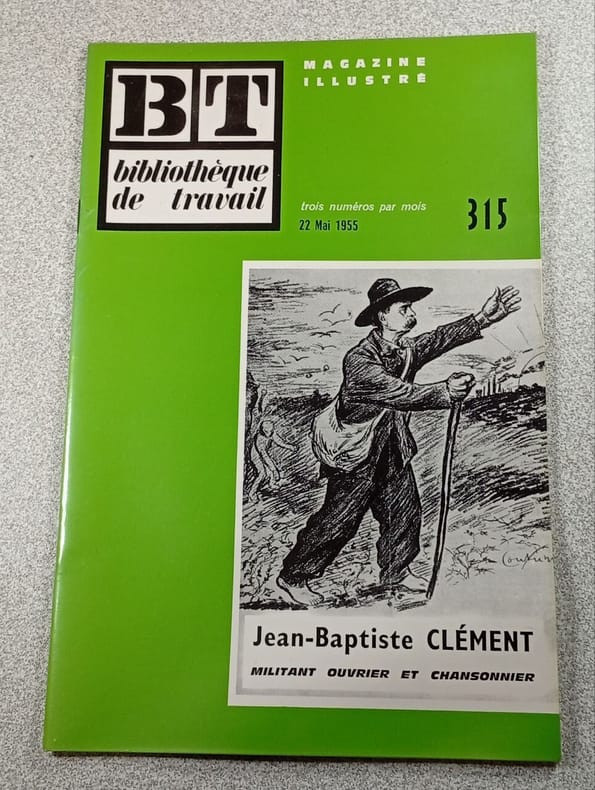 BT
bibliothèque
de travail
MAGAZINE
ILLUSTRÉ
trois numéros par mois
22 Mai 1955
315
Jean-Baptiste CLÉMENT
MILITANT OUVRIER ET CHANSONNIER